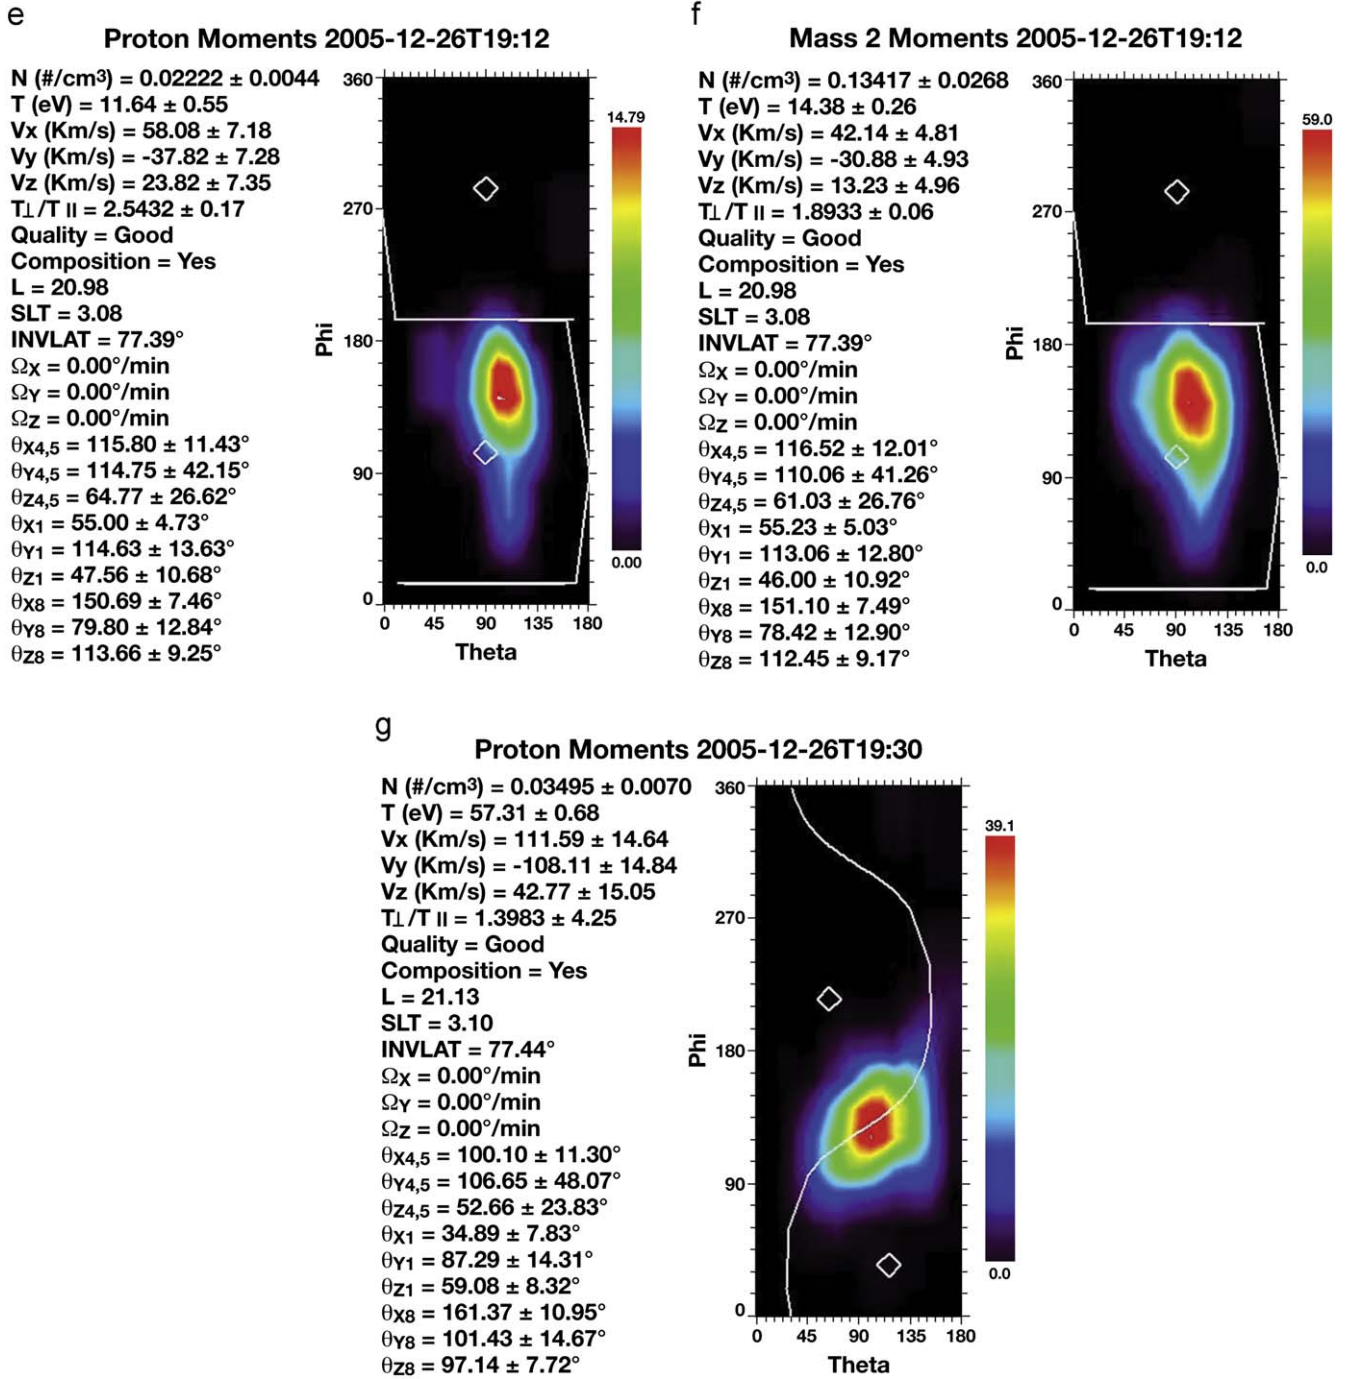 e
Proton Moments 2005-12-26T19:12
N (#/cm³) = 0.02222 ± 0.0044
T (eV) = 11.64 ± 0.55
Vx (Km/s) = 58.08 ± 7.18
Vy (Km/s) = -37.82 ± 7.28
Vz (Km/s) = 23.82 ± 7.35
T⊥/T || = 2.5432 ± 0.17
Quality = Good
Composition = Yes
L = 20.98
SLT = 3.08
INVLAT = 77.39°
ΩX = 0.00°/min
ΩY = 0.00°/min
ΩZ = 0.00°/min
θX4,5 = 115.80 ± 11.43°
θY4,5 = 114.75 ± 42.15°
θZ4,5 = 64.77 ± 26.62°
θX1 = 55.00 ± 4.73°
θY1 = 114.63 ± 13.63°
θZ1 = 47.56 ± 10.68°
θX8 = 150.69 ± 7.46°
θY8 = 79.80 ± 12.84°
θZ8 = 113.66 ± 9.25°
360
270
180
90
0
Phi
0 45 90 135 180
Theta
14.79
0.00
f
Mass 2 Moments 2005-12-26T19:12
N (#/cm³) = 0.13417 ± 0.0268
T (eV) = 14.38 ± 0.26
Vx (Km/s) = 42.14 ± 4.81
Vy (Km/s) = -30.88 ± 4.93
Vz (Km/s) = 13.23 ± 4.96
T⊥/T || = 1.8933 ± 0.06
Quality = Good
Composition = Yes
L = 20.98
SLT = 3.08
INVLAT = 77.39°
ΩX = 0.00°/min
ΩY = 0.00°/min
ΩZ = 0.00°/min
θX4,5 = 116.52 ± 12.01°
θY4,5 = 110.06 ± 41.26°
θZ4,5 = 61.03 ± 26.76°
θX1 = 55.23 ± 5.03°
θY1 = 113.06 ± 12.80°
θZ1 = 46.00 ± 10.92°
θX8 = 151.10 ± 7.49°
θY8 = 78.42 ± 12.90°
θZ8 = 112.45 ± 9.17°
360
270
180
90
0
Phi
0 45 90 135 180
Theta
59.0
0.0
g
Proton Moments 2005-12-26T19:30
N (#/cm³) = 0.03495 ± 0.0070
T (eV) = 57.31 ± 0.68
Vx (Km/s) = 111.59 ± 14.64
Vy (Km/s) = -108.11 ± 14.84
Vz (Km/s) = 42.77 ± 15.05
T⊥/T || = 1.3983 ± 4.25
Quality = Good
Composition = Yes
L = 21.13
SLT = 3.10
INVLAT = 77.44°
ΩX = 0.00°/min
ΩY = 0.00°/min
ΩZ = 0.00°/min
θX4,5 = 100.10 ± 11.30°
θY4,5 = 106.65 ± 48.07°
θZ4,5 = 52.66 ± 23.83°
θX1 = 34.89 ± 7.83°
θY1 = 87.29 ± 14.31°
θZ1 = 59.08 ± 8.32°
θX8 = 161.37 ± 10.95°
θY8 = 101.43 ± 14.67°
θZ8 = 97.14 ± 7.72°
360
270
180
90
0
Phi
0 45 90 135 180
Theta
39.1
0.0